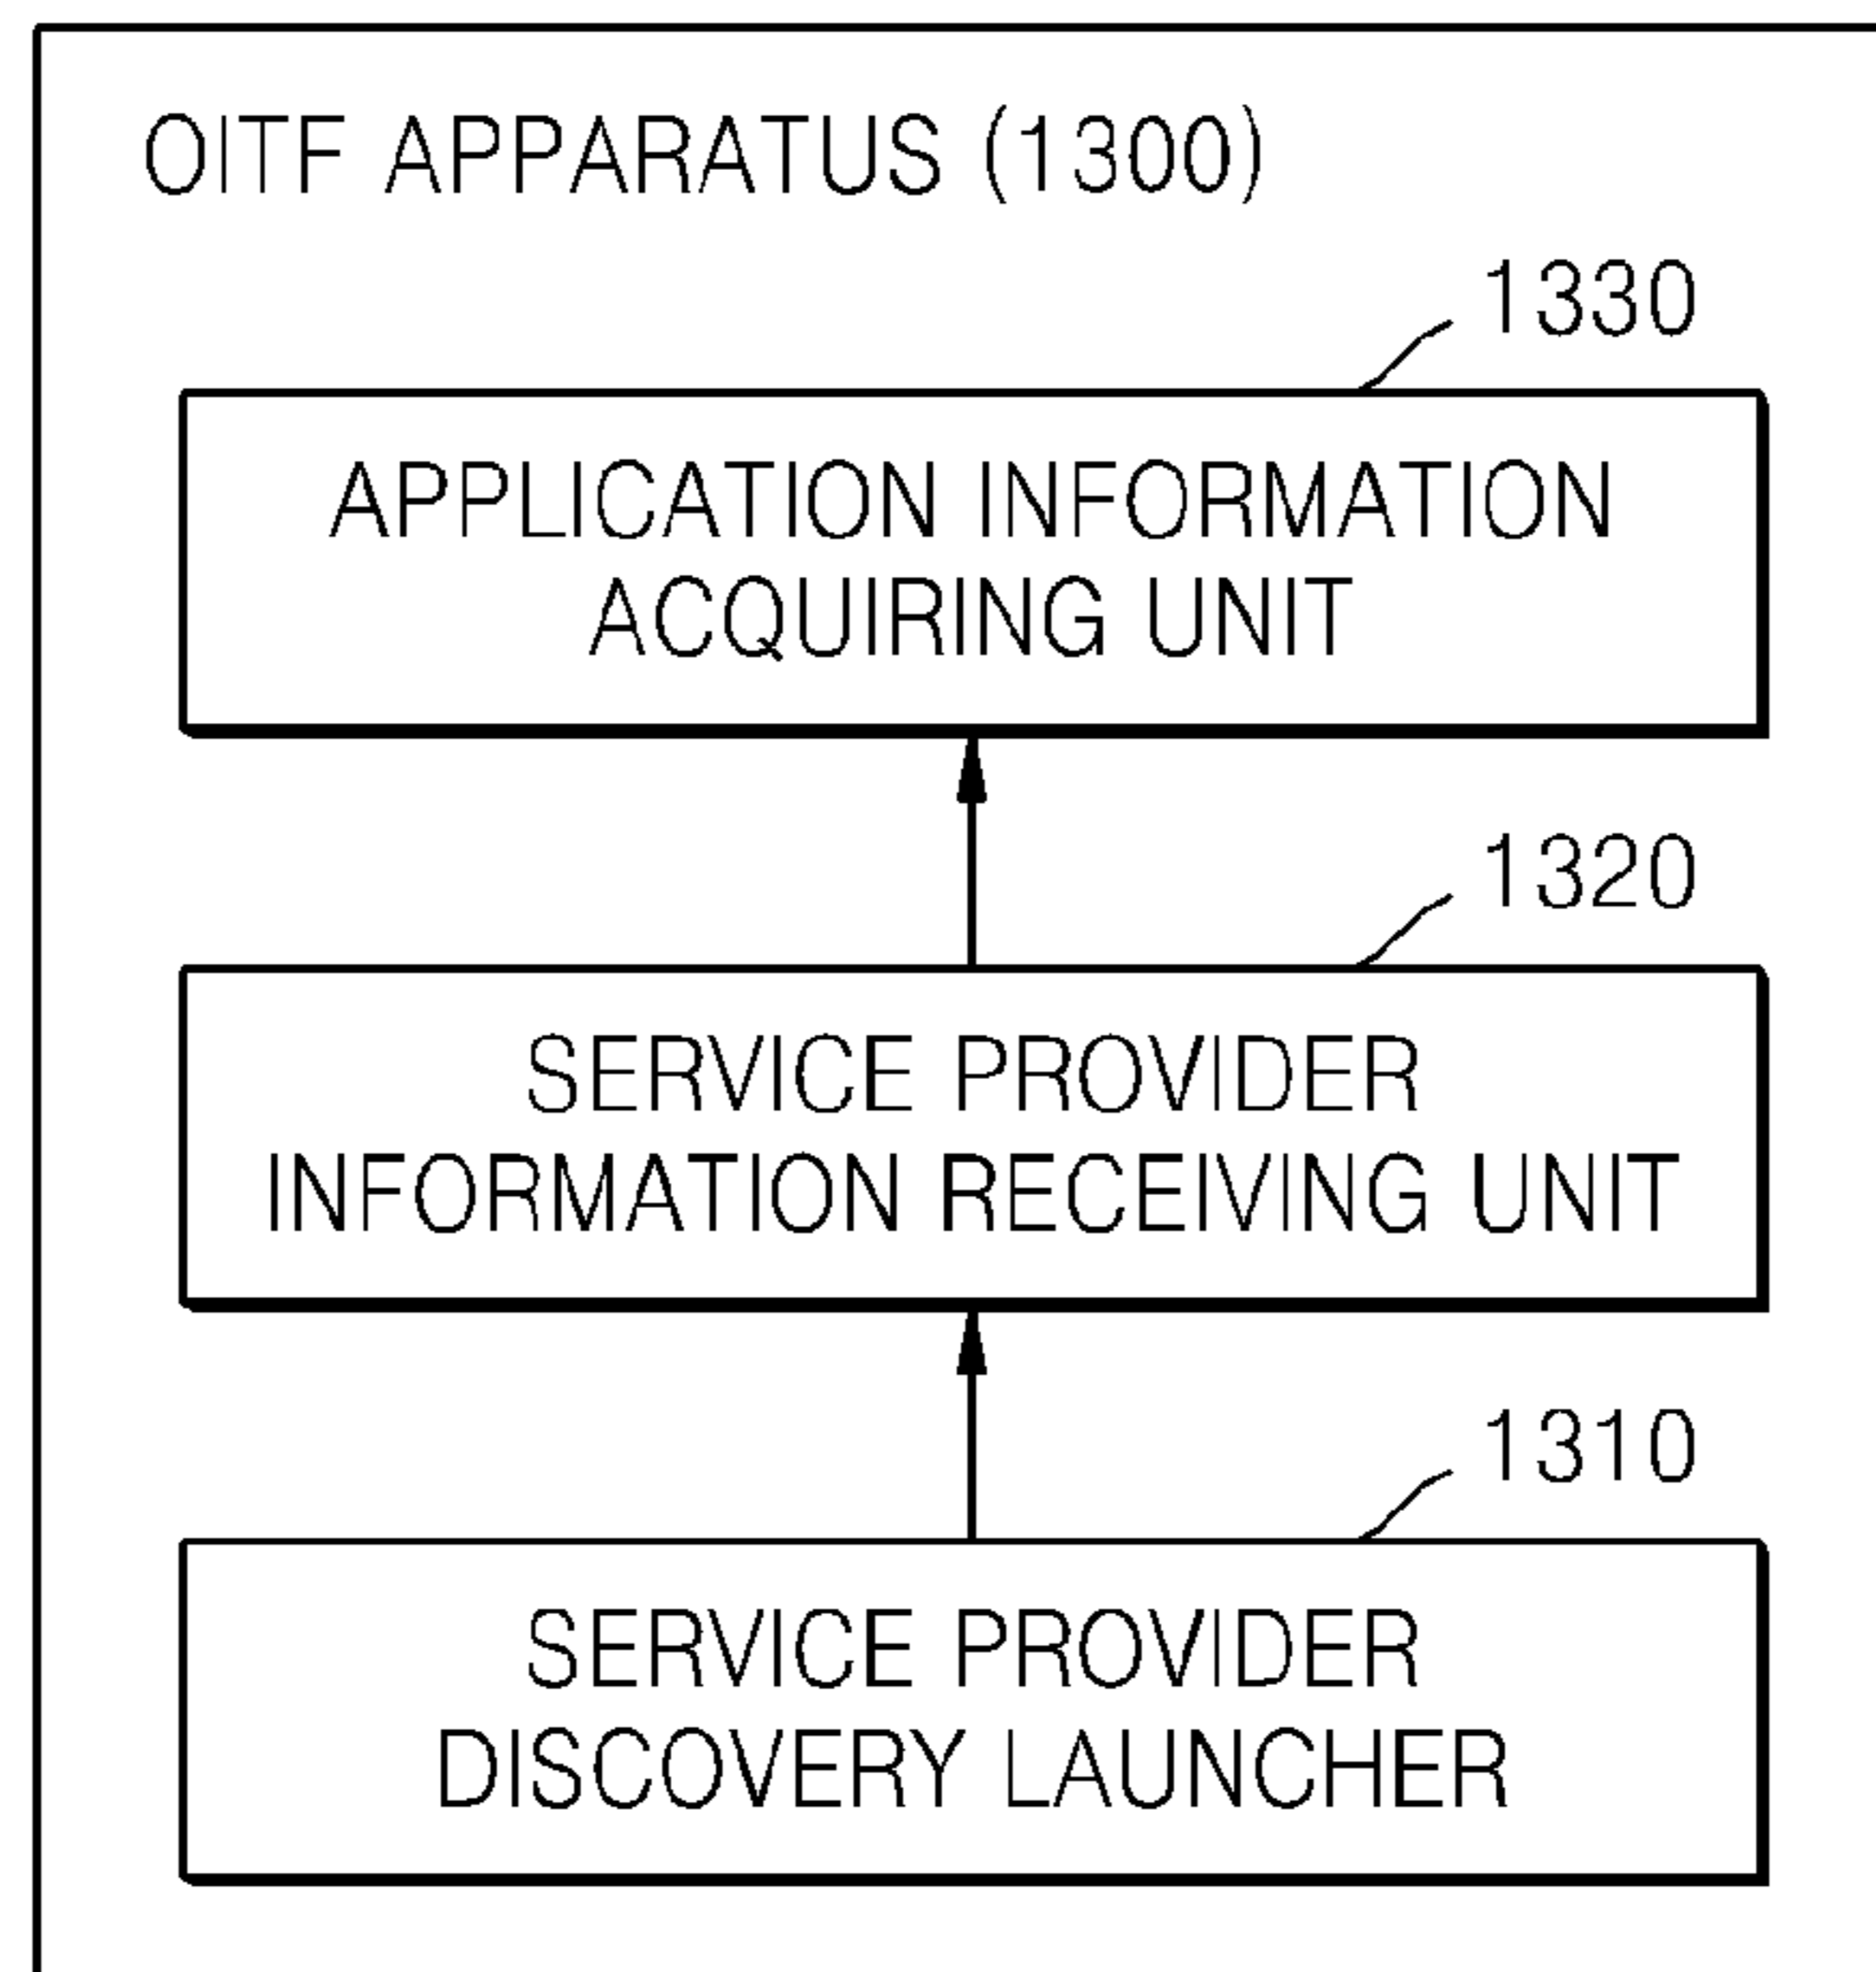 OITF APPARATUS (1300)
1330
APPLICATION INFORMATION
ACQUIRING UNIT
1320
SERVICE PROVIDER
INFORMATION RECEIVING UNIT
1310
SERVICE PROVIDER
DISCOVERY LAUNCHER